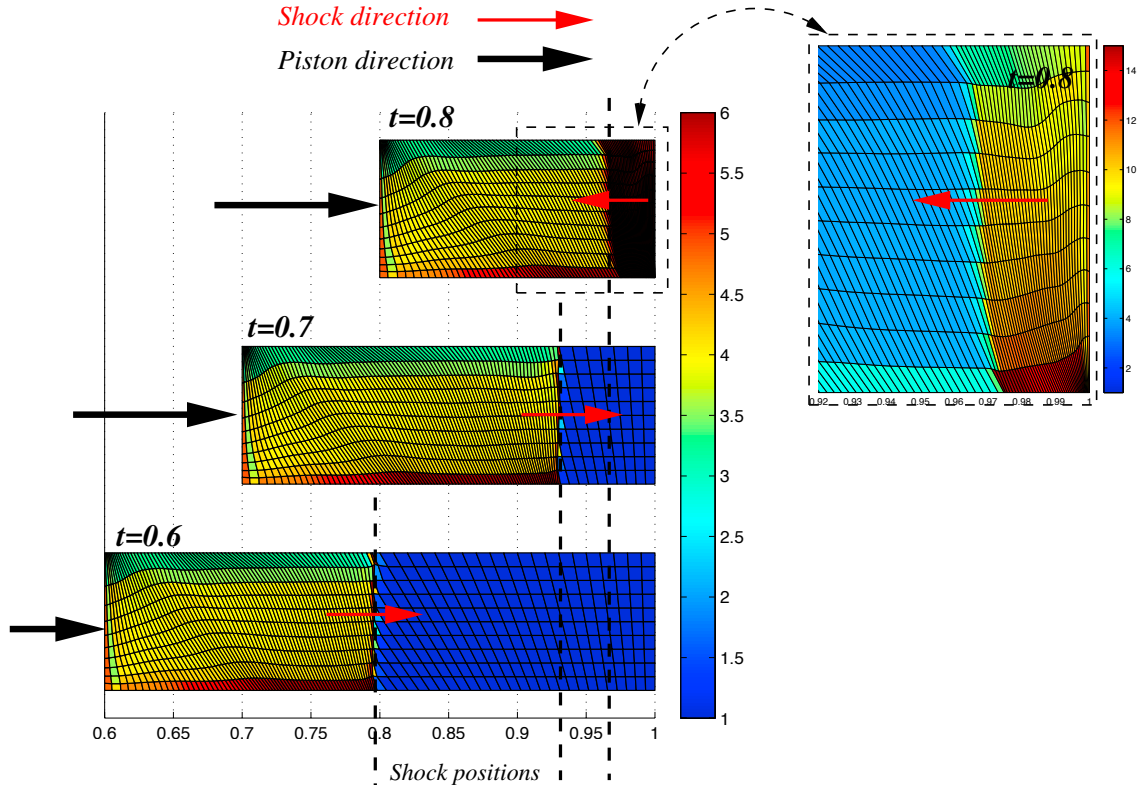 Shock direction
Piston direction
t=0.8
t=0.8
14
12
10
8
6
4
2
0.92 0.93 0.94 0.95 0.96 0.97 0.98 0.99 1
6
5.5
5
4.5
4
3.5
3
2.5
2
1.5
1
t=0.7
t=0.6
0.6 0.65 0.7 0.75 0.8 0.85 0.9 0.95 1
Shock positions